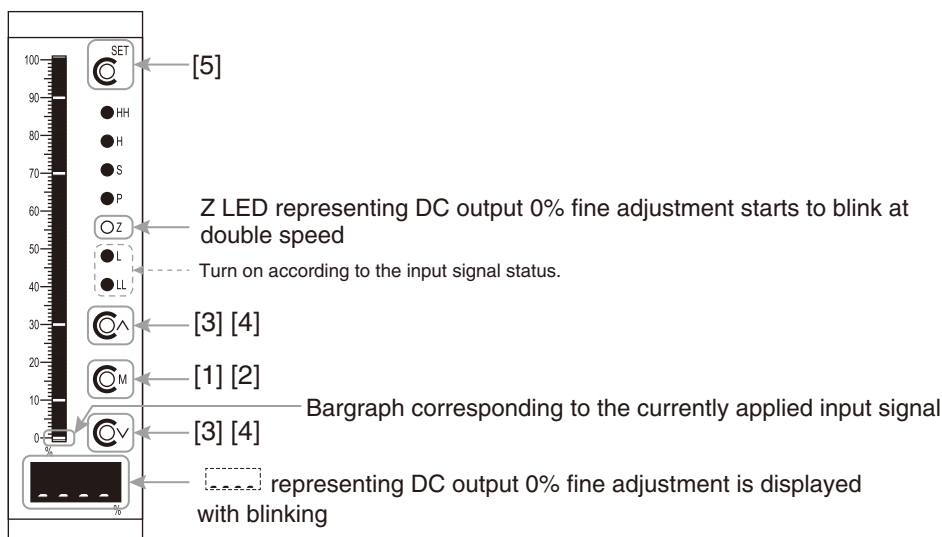 SET
100
[5]
90
HH
80
H
70
S
P
60
Z LED representing DC output 0% fine adjustment starts to blink at
Z
double speed
50
L
Turn on according to the input signal status.
40
LL
30
[3] [4]
20
M
[1] [2]
10
Bargraph corresponding to the currently applied input signal
0
[3] [4]
%
representing DC output 0% fine adjustment is displayed
%
with blinking